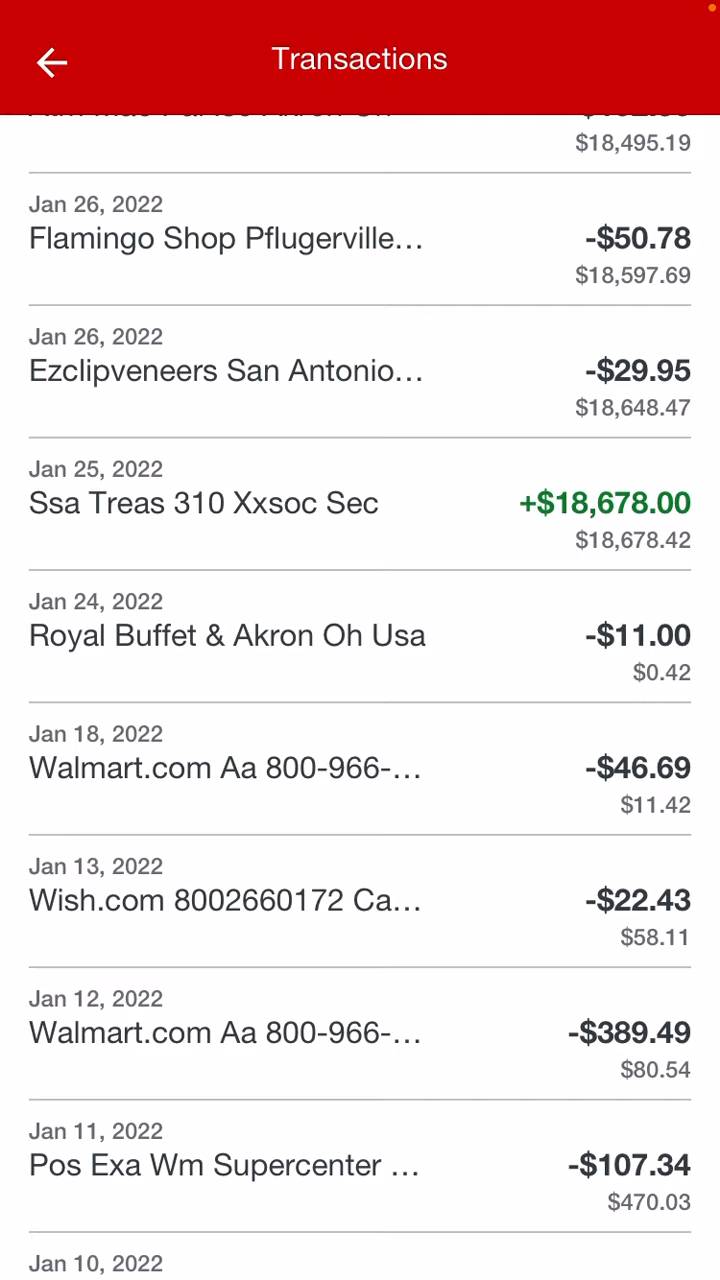 Transactions
$18,495.19
Jan 26, 2022
Flamingo Shop Pflugerville…
-$50.78
$18,597.69
Jan 26, 2022
Ezclipveneers San Antonio…
-$29.95
$18,648.47
Jan 25, 2022
Ssa Treas 310 Xxsoc Sec
+$18,678.00
$18,678.42
Jan 24, 2022
Royal Buffet & Akron Oh Usa
-$11.00
$0.42
Jan 18, 2022
Walmart.com Aa 800-966-…
-$46.69
$11.42
Jan 13, 2022
Wish.com 8002660172 Ca…
-$22.43
$58.11
Jan 12, 2022
Walmart.com Aa 800-966-…
-$389.49
$80.54
Jan 11, 2022
Pos Exa Wm Supercenter …
-$107.34
$470.03
Jan 10, 2022